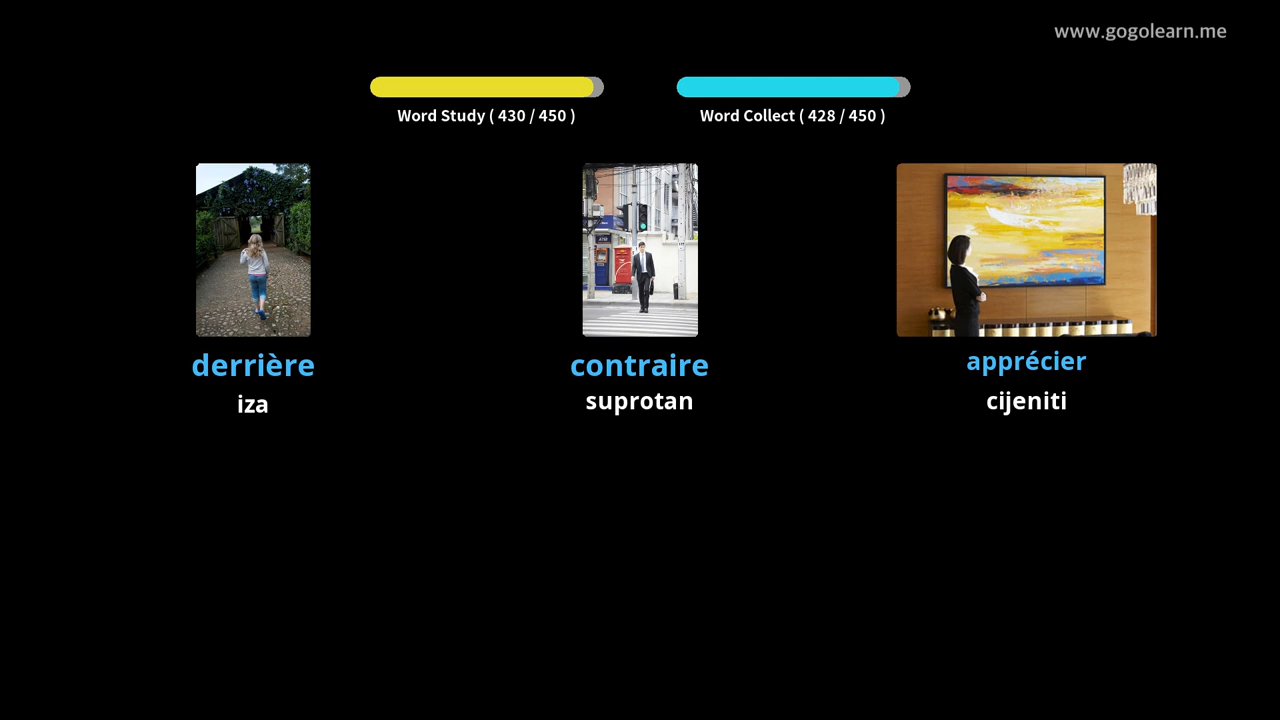 www.gogolearn.me
Word Study ( 430 / 450 )
Word Collect ( 428 / 450 )
derrière
contraire
apprécier
iza
suprotan
cijeniti